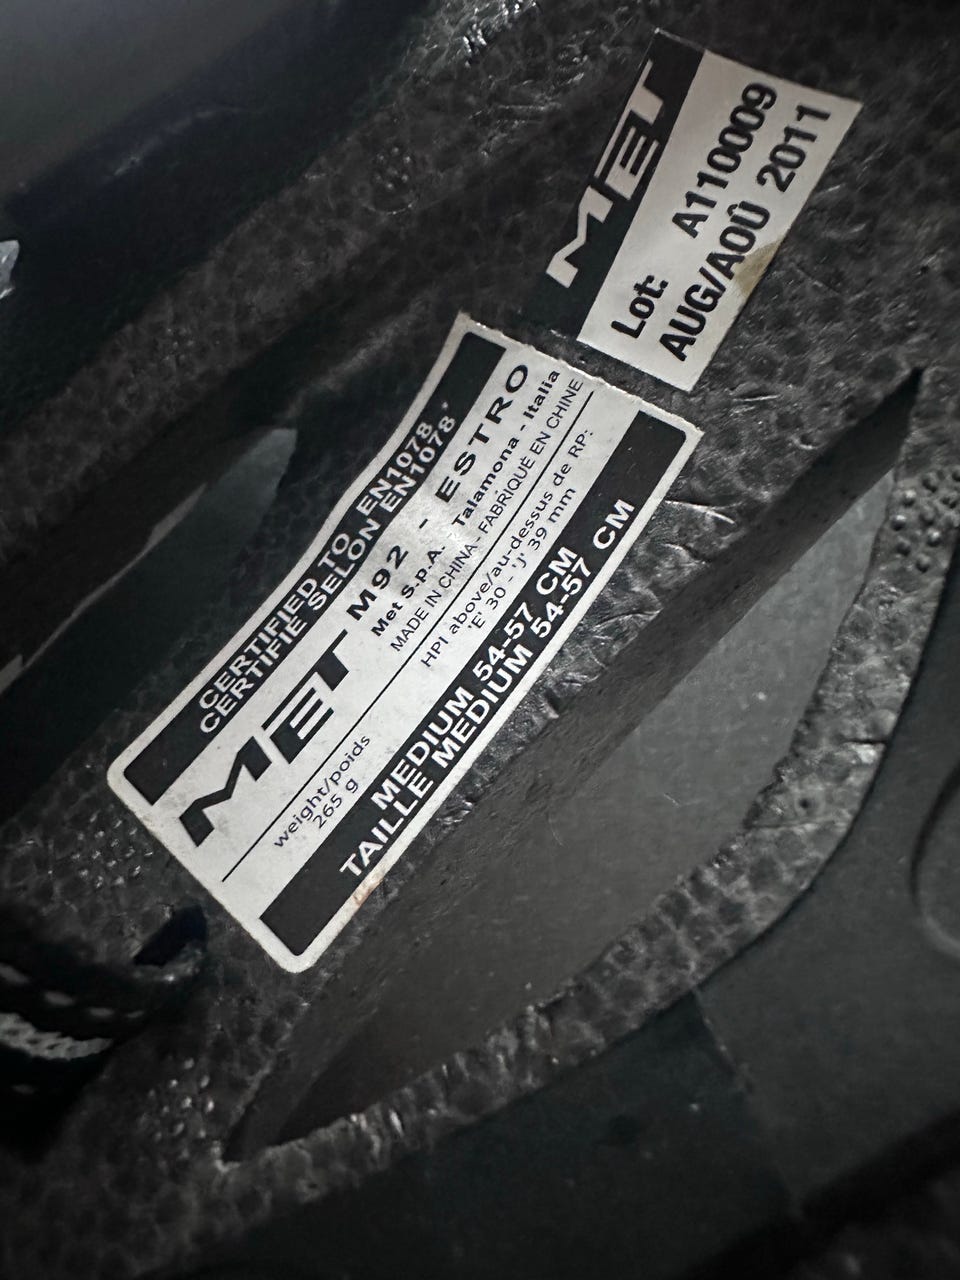 MET
Lot: A110009
AUG/AOÛ 2011
CERTIFIED TO EN1078
CERTIFIE SELON EN1078
MET M92 - ESTRO
Met S.p.A. Talamona - Italia
MADE IN CHINA - FABRIQUÉ EN CHINE
weight/poids
265 g
HPI above/au-dessus de RP:
'E' 30 - 'J' 39 mm
MEDIUM 54-57 CM
TAILLE MEDIUM 54-57 CM